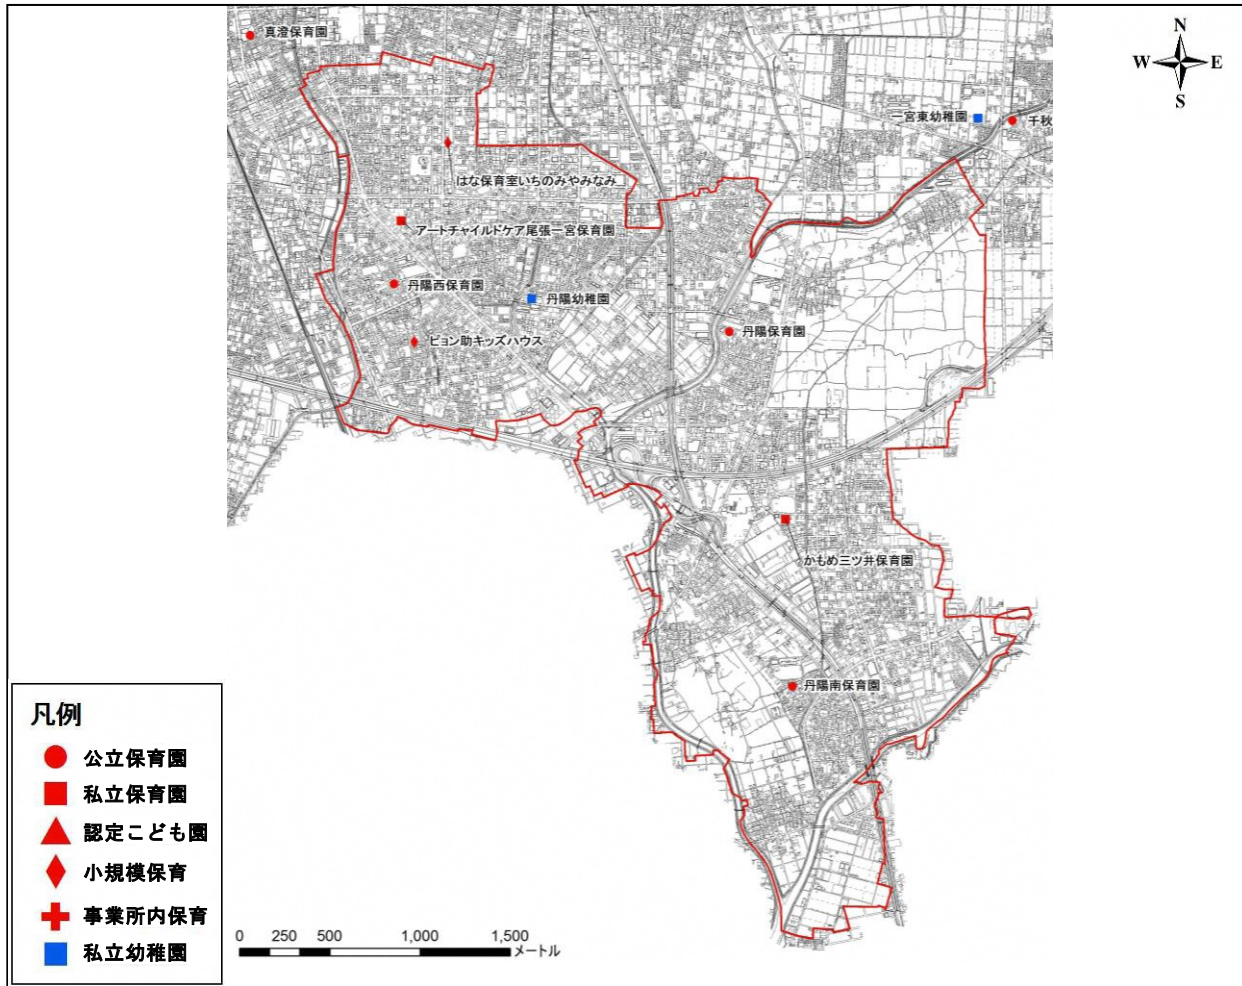 真澄保育園
N
W E
S
一宮東幼稚園
千秋
はな保育室いちのみやみなみ
アートチャイルドケア尾張一宮保育園
丹陽西保育園
丹陽幼稚園
丹陽保育園
ピョン助キッズハウス
かもめ三ツ井保育園
丹陽南保育園
凡例
公立保育園
私立保育園
認定こども園
小規模保育
事業所内保育
私立幼稚園
0 250 500 1,000 1,500
メートル